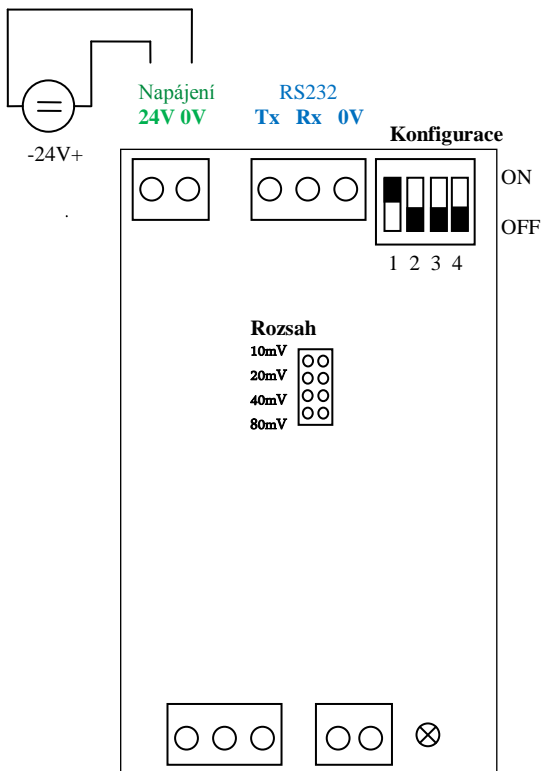 Napájení RS232
24V 0V Tx Rx 0V
Konfigurace
-24V+
ON
.
OFF
1 2 3 4
Rozsah
10mV
20mV
40mV
80mV